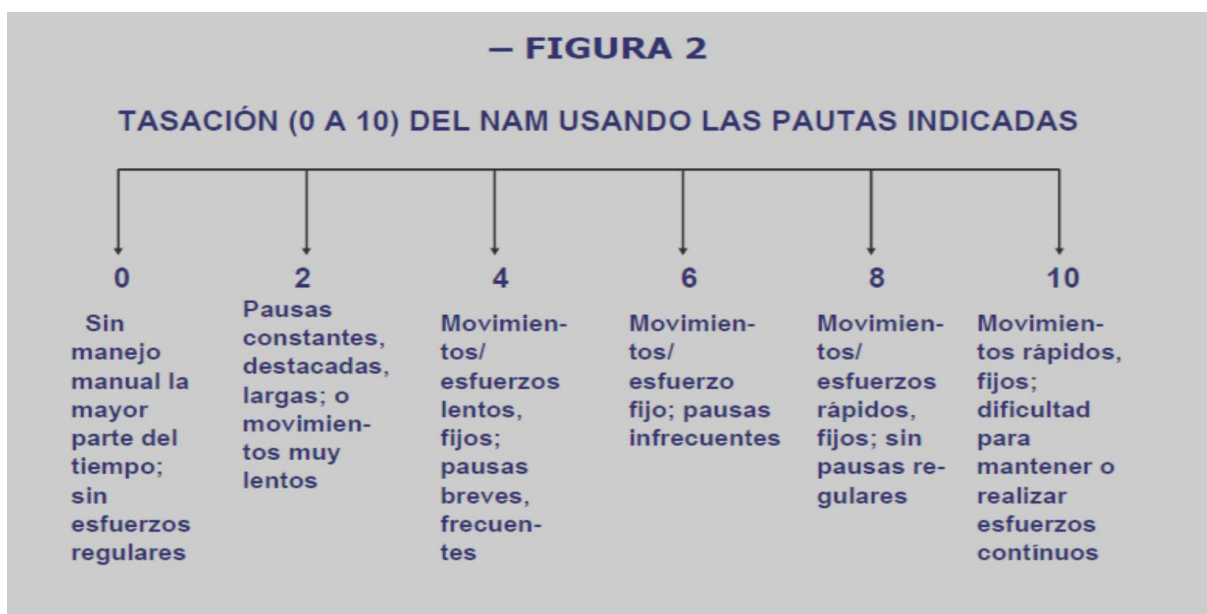 — FIGURA 2
TASACIÓN (0 A 10) DEL NAM USANDO LAS PAUTAS INDICADAS
0
Sin
manejo
manual la
mayor
parte del
tiempo;
sin
esfuerzos
regulares
2
Pausas
constantes,
destacadas,
largas; o
movimien-
tos muy
lentos
4
Movimien-
tos/
esfuerzos
lentos,
fijos;
pausas
breves,
frecuen-
tes
6
Movimien-
tos/
esfuerzo
fijo; pausas
infrecuentes
8
Movimien-
tos/
esfuerzos
rápidos,
fijos; sin
pausas re-
gulares
10
Movimien-
tos rápidos,
fijos;
dificultad
para
mantener o
realizar
esfuerzos
contínuos